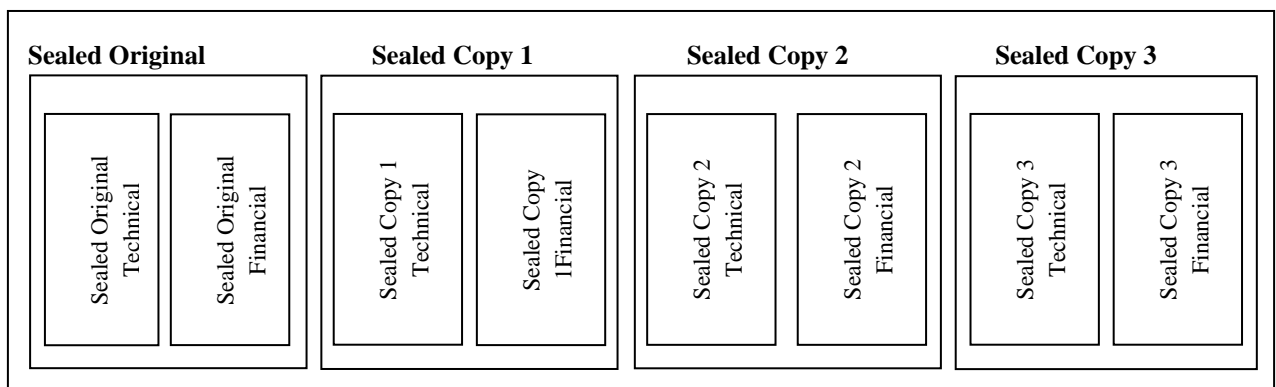 Sealed Original
Sealed Copy 1
Sealed Copy 2
Sealed Copy 3
Sealed Original
Technical
Sealed Original
Financial
Sealed Copy 1
Technical
Sealed Copy
1Financial
Sealed Copy 2
Technical
Sealed Copy 2
Financial
Sealed Copy 3
Technical
Sealed Copy 3
Financial